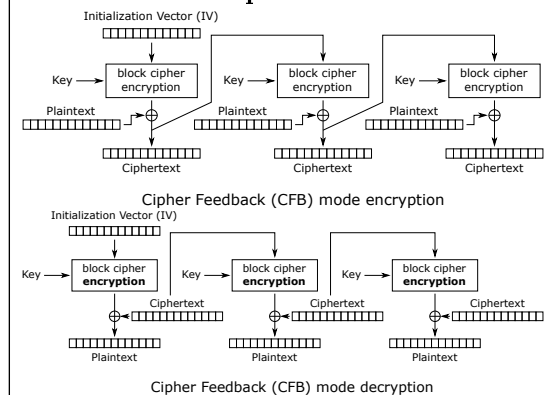 Initialization Vector (IV)
Key
block cipher
encryption
Key
block cipher
encryption
Key
block cipher
encryption
Plaintext
Plaintext
Plaintext
Ciphertext
Ciphertext
Ciphertext
Cipher Feedback (CFB) mode encryption
Initialization Vector (IV)
Key
block cipher
encryption
Key
block cipher
encryption
Key
block cipher
encryption
Ciphertext
Ciphertext
Ciphertext
Plaintext
Plaintext
Plaintext
Cipher Feedback (CFB) mode decryption